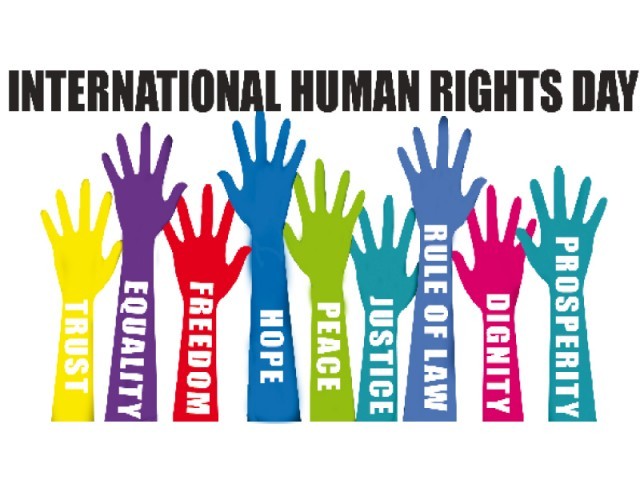 INTERNATIONAL HUMAN RIGHTS DAY
TRUST
EQUALITY
FREEDOM
HOPE
PEACE
JUSTICE
RULE OF LAW
DIGNITY
PROSPERITY